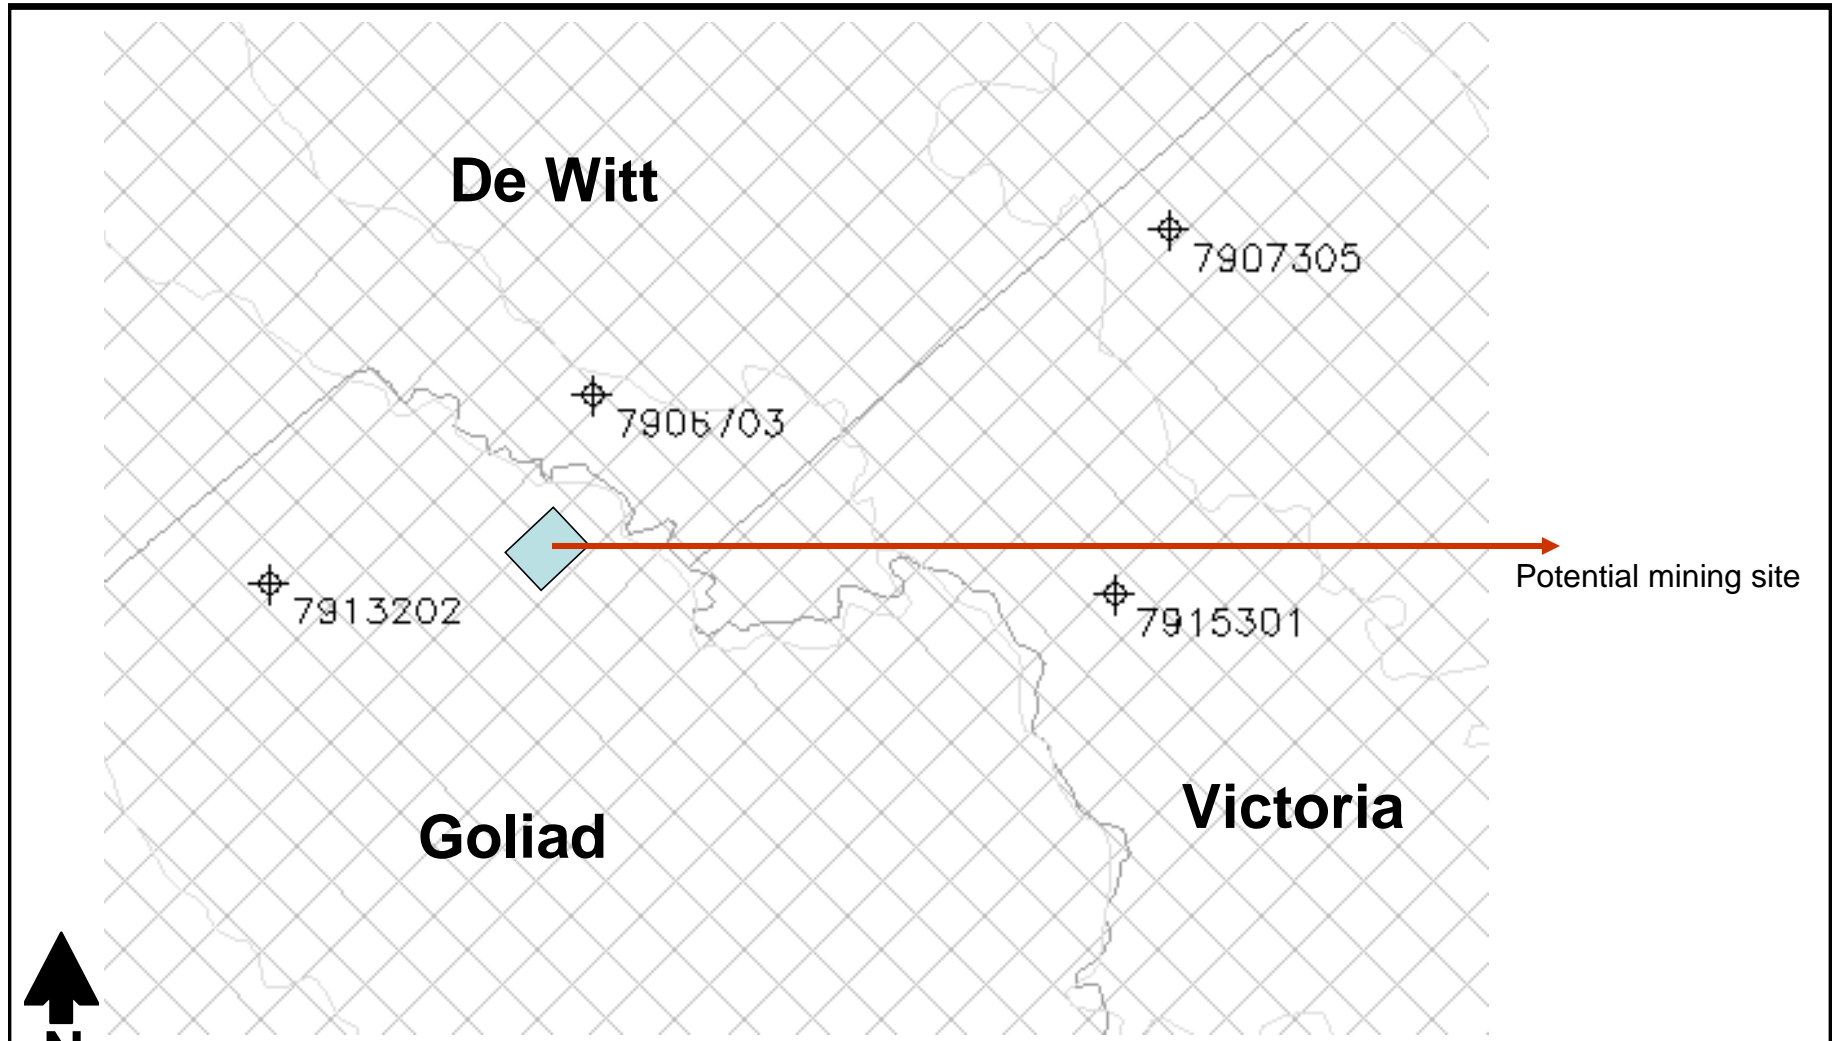 De Witt
7907305
7906703
Potential mining site
7913202
7915301
Victoria
Goliad
N